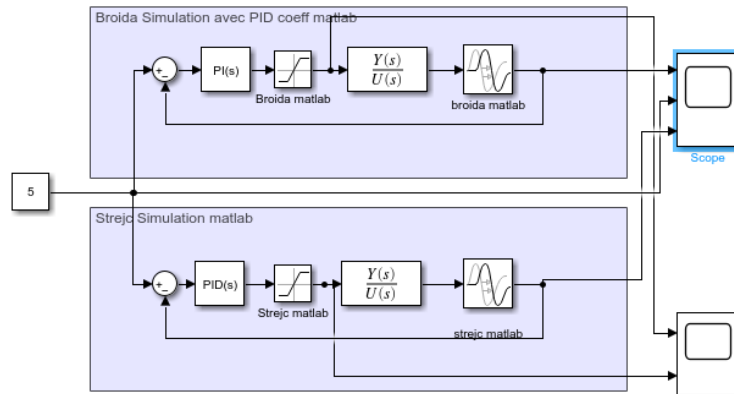 Broida Simulation avec PID coeff matlab
+
−
PI(s)
Y(s)
U(s)
Broida matlab
broida matlab
Scope
5
Strejc Simulation matlab
+
−
PID(s)
Y(s)
U(s)
Strejc matlab
strejc matlab